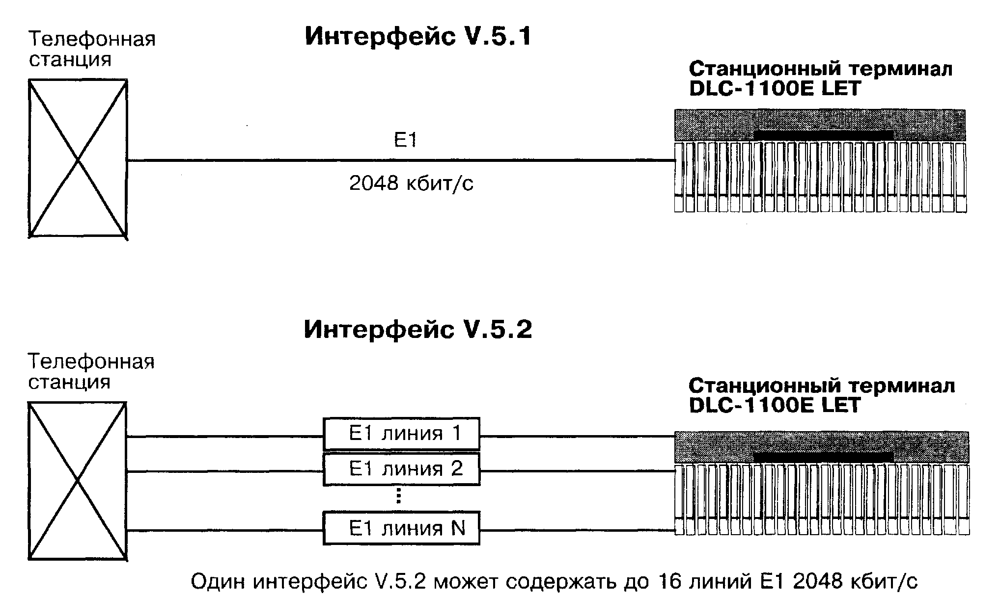 Интерфейс V.5.1
Телефонная
станция
Станционный терминал
DLC-1100E LET
E1
2048 кбит/с
Интерфейс V.5.2
Телефонная
станция
Станционный терминал
DLC-1100E LET
E1 линия 1
E1 линия 2
E1 линия N
Один интерфейс V.5.2 может содержать до 16 линий E1 2048 кбит/с